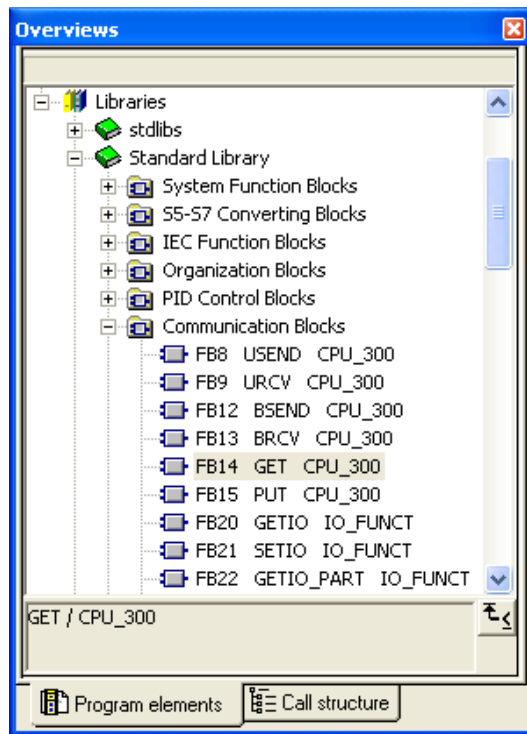 Overviews
Libraries
stdlibs
Standard Library
System Function Blocks
S5-S7 Converting Blocks
IEC Function Blocks
Organization Blocks
PID Control Blocks
Communication Blocks
FB8 USEND CPU_300
FB9 URCV CPU_300
FB12 BSEND CPU_300
FB13 BRCV CPU_300
FB14 GET CPU_300
FB15 PUT CPU_300
FB20 GETIO IO_FUNCT
FB21 SETIO IO_FUNCT
FB22 GETIO_PART IO_FUNCT
GET / CPU_300
Program elements Call structure